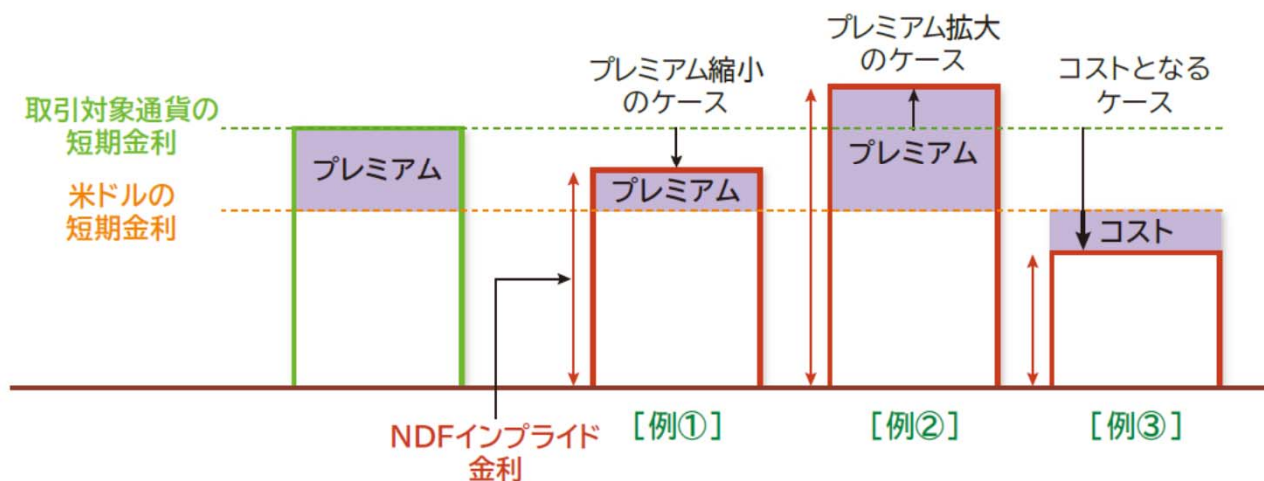 プレミアム縮小
のケース
プレミアム拡大
のケース
コストとなる
ケース
取引対象通貨の
短期金利
米ドルの
短期金利
プレミアム
プレミアム
プレミアム
コスト
NDFインプライド
金利
［例①］
［例②］
［例③］